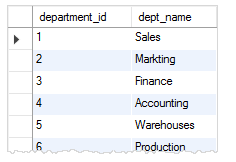 department_id dept_name
1 Sales
2 Markting
3 Finance
4 Accounting
5 Warehouses
6 Production